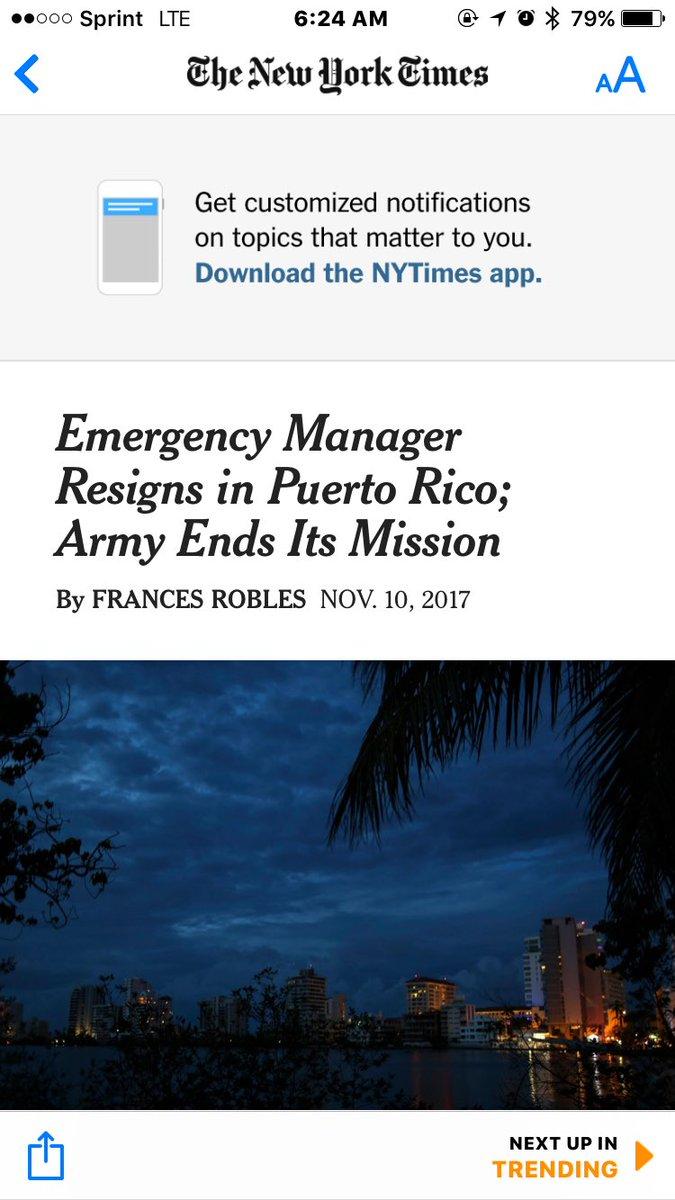 Sprint LTE 6:24 AM 79%
The New York Times
AA
Get customized notifications
on topics that matter to you.
Download the NYTimes app.
Emergency Manager
Resigns in Puerto Rico;
Army Ends Its Mission
By FRANCES ROBLES NOV. 10, 2017
NEXT UP IN
TRENDING